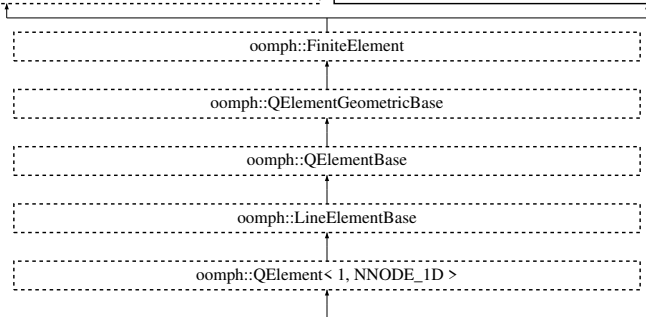 oomph::FiniteElement
oomph::QElementGeometricBase
oomph::QElementBase
oomph::LineElementBase
oomph::QElement< 1, NNODE_1D >